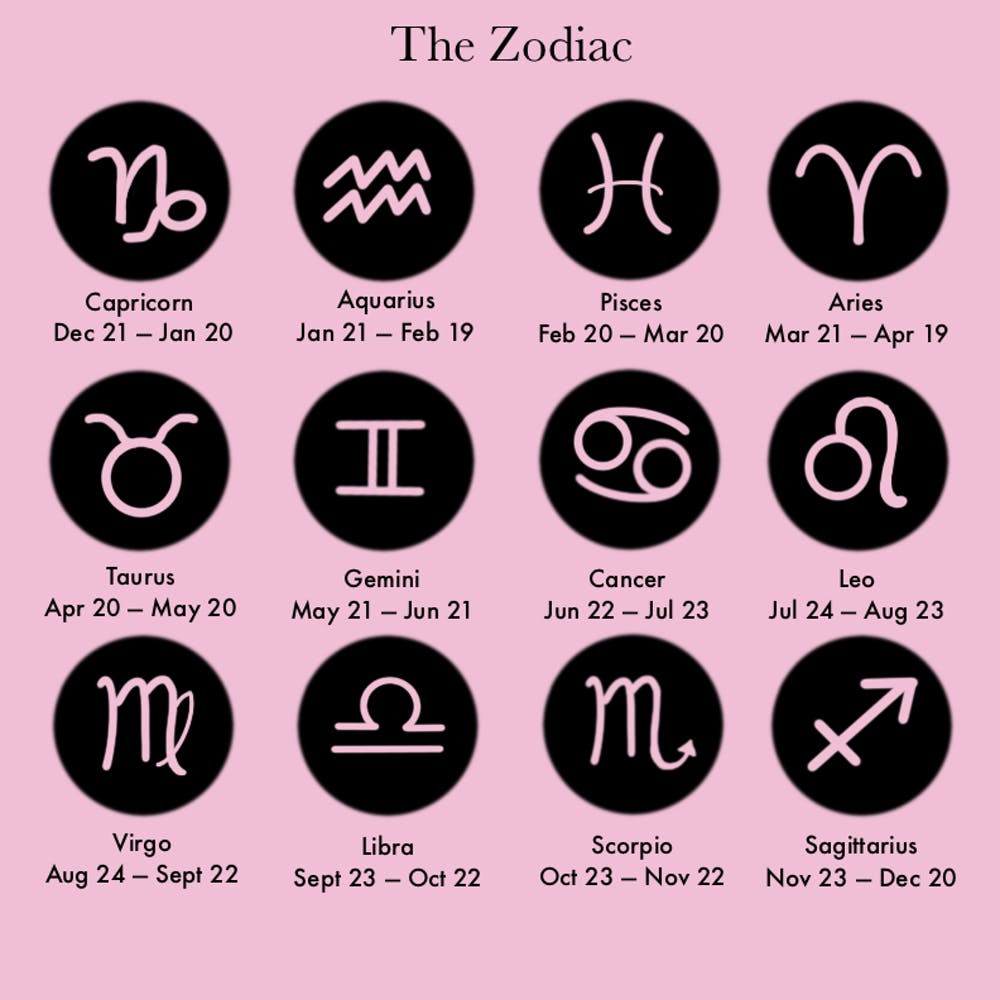 The Zodiac
Capricorn
Dec 21 – Jan 20
Aquarius
Jan 21 – Feb 19
Pisces
Feb 20 – Mar 20
Aries
Mar 21 – Apr 19
Taurus
Apr 20 – May 20
Gemini
May 21 – Jun 21
Cancer
Jun 22 – Jul 23
Leo
Jul 24 – Aug 23
Virgo
Aug 24 – Sept 22
Libra
Sept 23 – Oct 22
Scorpio
Oct 23 – Nov 22
Sagittarius
Nov 23 – Dec 20